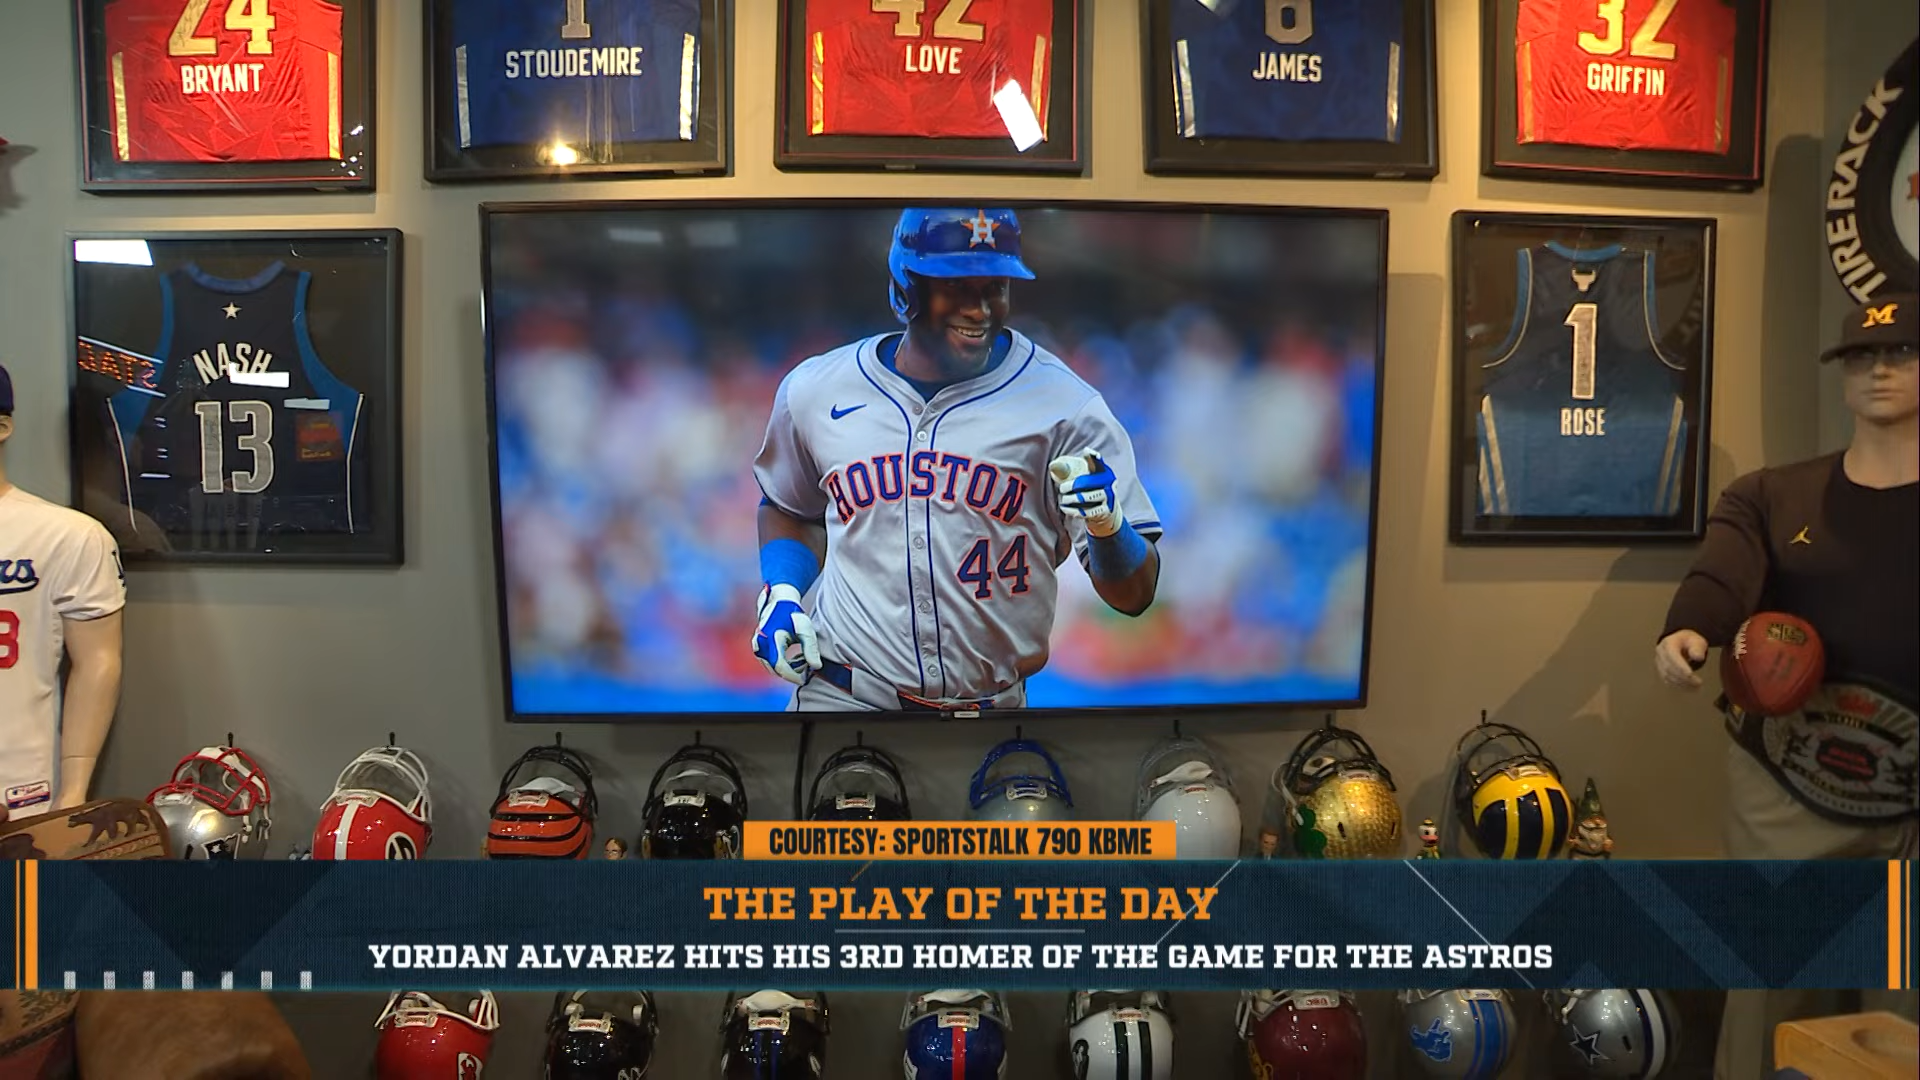 24
BRYANT
1
STOUDEMIRE
42
LOVE
6
JAMES
32
GRIFFIN
TIRERACK
NASH
13
1
ROSE
M
H
HOUSTON
44
COURTESY: SPORTSTALK 790 KBME
THE PLAY OF THE DAY
YORDAN ALVAREZ HITS HIS 3RD HOMER OF THE GAME FOR THE ASTROS